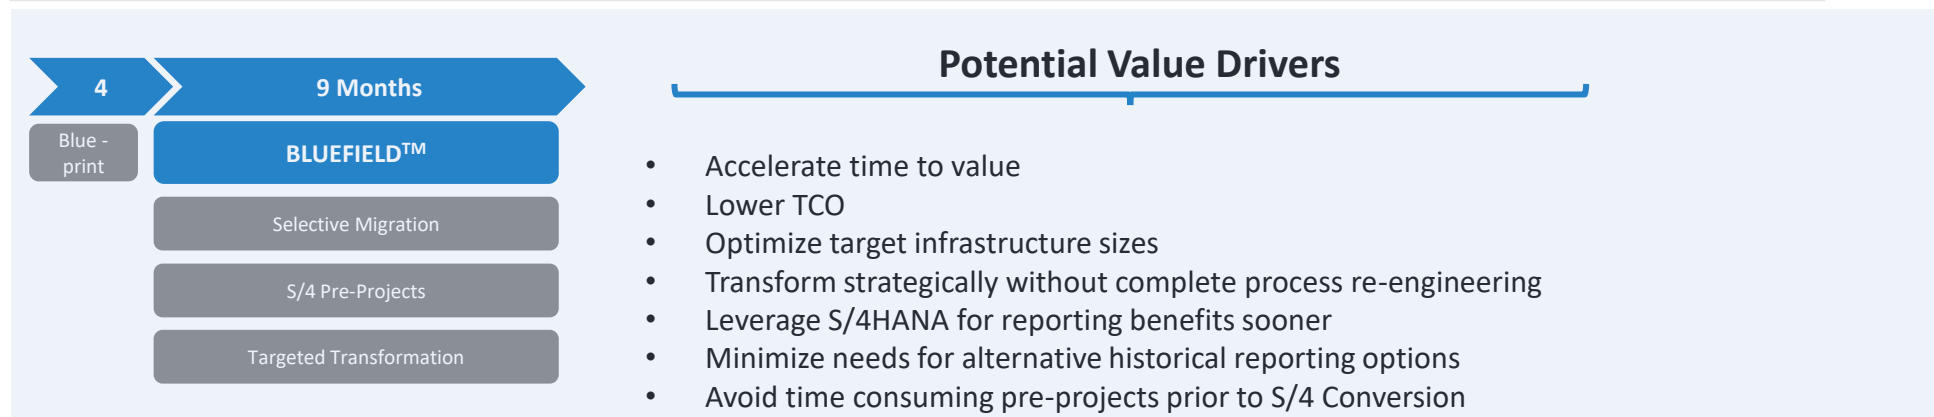 4
9 Months
Blue -
print
BLUEFIELD™
Selective Migration
S/4 Pre-Projects
Targeted Transformation
Potential Value Drivers
• Accelerate time to value
• Lower TCO
• Optimize target infrastructure sizes
• Transform strategically without complete process re-engineering
• Leverage S/4HANA for reporting benefits sooner
• Minimize needs for alternative historical reporting options
• Avoid time consuming pre-projects prior to S/4 Conversion